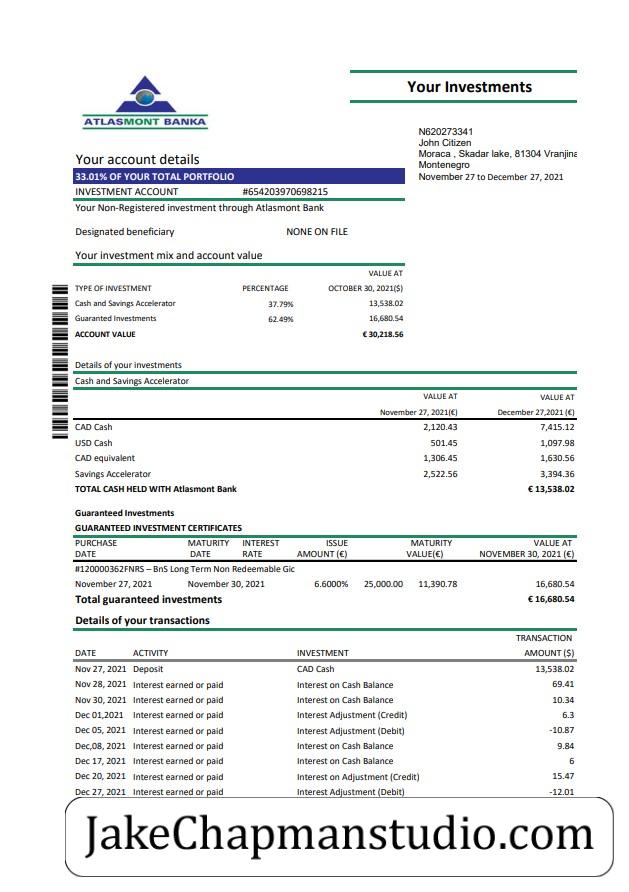 ATLASMONT BANKA
Your Investments
N620273341
John Citizen
Moraca , Skadar lake, 81304 Vranjina
Montenegro
November 27 to December 27, 2021
Your account details
33.01% OF YOUR TOTAL PORTFOLIO
INVESTMENT ACCOUNT #654203970698215
Your Non-Registered investment through Atlasmont Bank
Designated beneficiary NONE ON FILE
Your investment mix and account value
VALUE AT
TYPE OF INVESTMENT PERCENTAGE OCTOBER 30, 2021($)
Cash and Savings Accelerator 37.79% 13,538.02
Guaranted Investments 62.49% 16,680.54
ACCOUNT VALUE € 30,218.56
Details of your investments
Cash and Savings Accelerator
VALUE AT VALUE AT
November 27, 2021(€) December 27,2021 (€)
CAD Cash 2,120.43 7,415.12
USD Cash 501.45 1,097.98
CAD equivalent 1,306.45 1,630.56
Savings Accelerator 2,522.56 3,394.36
TOTAL CASH HELD WITH Atlasmont Bank € 13,538.02
Guaranteed Investments
GUARANTEED INVESTMENT CERTIFICATES
PURCHASE MATURITY INTEREST ISSUE MATURITY VALUE AT
DATE DATE RATE AMOUNT (€) VALUE(€) NOVEMBER 30, 2021 (€)
#120000362FNRS – BnS Long Term Non Redeemable Gic
November 27, 2021 November 30, 2021 6.6000% 25,000.00 11,390.78 16,680.54
Total guaranteed investments € 16,680.54
Details of your transactions
TRANSACTION
DATE ACTIVITY INVESTMENT AMOUNT ($)
Nov 27, 2021 Deposit CAD Cash 13,538.02
Nov 28, 2021 Interest earned or paid Interest on Cash Balance 69.41
Nov 30, 2021 Interest earned or paid Interest on Cash Balance 10.34
Dec 01,2021 Interest earned or paid Interest Adjustment (Credit) 6.3
Dec 05, 2021 Interest earned or paid Interest Adjustment (Debit) -10.87
Dec,08, 2021 Interest earned or paid Interest on Cash Balance 9.84
Dec 17, 2021 Interest earned or paid Interest on Cash Balance 6
Dec 20, 2021 Interest earned or paid Interest on Adjustment (Credit) 15.47
Dec 27, 2021 Interest earned or paid Interest Adjustment (Debit) -12.01
JakeChapmanstudio.com